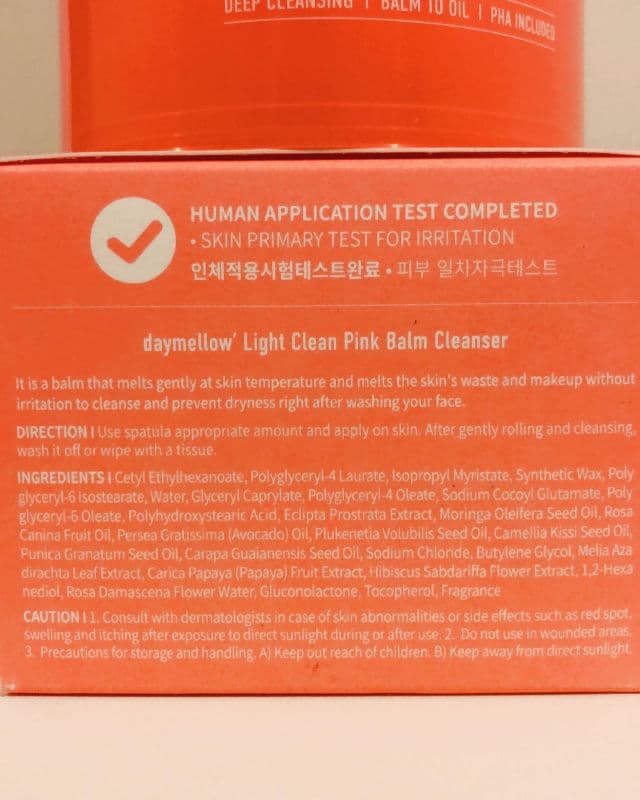 DEEP CLEANSING | BALM TO OIL | PHA INCLUDED
HUMAN APPLICATION TEST COMPLETED
• SKIN PRIMARY TEST FOR IRRITATION
인체적용시험테스트완료 • 피부 일차자극테스트
daymellow' Light Clean Pink Balm Cleanser
It is a balm that melts gently at skin temperature and melts the skin's waste and makeup without
irritation to cleanse and prevent dryness right after washing your face.
DIRECTION | Use spatula appropriate amount and apply on skin. After gently rolling and cleansing,
wash it off or wipe with a tissue.
INGREDIENTS | Cetyl Ethylhexanoate, Polyglyceryl-4 Laurate, Isopropyl Myristate, Synthetic Wax, Poly
glyceryl-6 Isostearate, Water, Glyceryl Caprylate, Polyglyceryl-4 Oleate, Sodium Cocoyl Glutamate, Poly
glyceryl-6 Oleate, Polyhydroxystearic Acid, Eclipta Prostrata Extract, Moringa Oleifera Seed Oil, Rosa
Canina Fruit Oil, Persea Gratissima (Avocado) Oil, Plukenetia Volubilis Seed Oil, Camellia Kissi Seed Oil,
Punica Granatum Seed Oil, Carapa Guaianensis Seed Oil, Sodium Chloride, Butylene Glycol, Melia Aza
dirachta Leaf Extract, Carica Papaya (Papaya) Fruit Extract, Hibiscus Sabdariffa Flower Extract, 1,2-Hexa
nediol, Rosa Damascena Flower Water, Gluconolactone, Tocopherol, Fragrance
CAUTION | 1. Consult with dermatologists in case of skin abnormalities or side effects such as red spot,
swelling and itching after exposure to direct sunlight during or after use. 2. Do not use in wounded areas.
3. Precautions for storage and handling. A) Keep out reach of children. B) Keep away from direct sunlight.